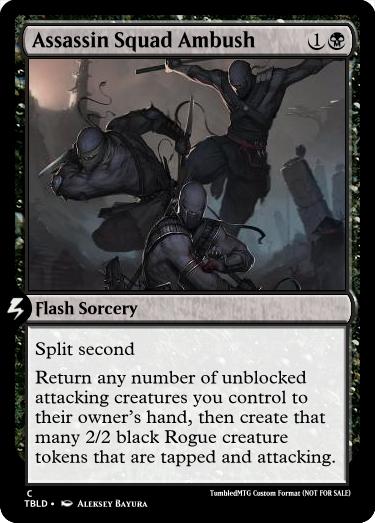 Assassin Squad Ambush 1
Flash Sorcery
Split second
Return any number of unblocked
attacking creatures you control to
their owner's hand, then create that
many 2/2 black Rogue creature
tokens that are tapped and attacking.
C
TBLD • Aleksey Bayura
TumbledMTG Custom Format (NOT FOR SALE)